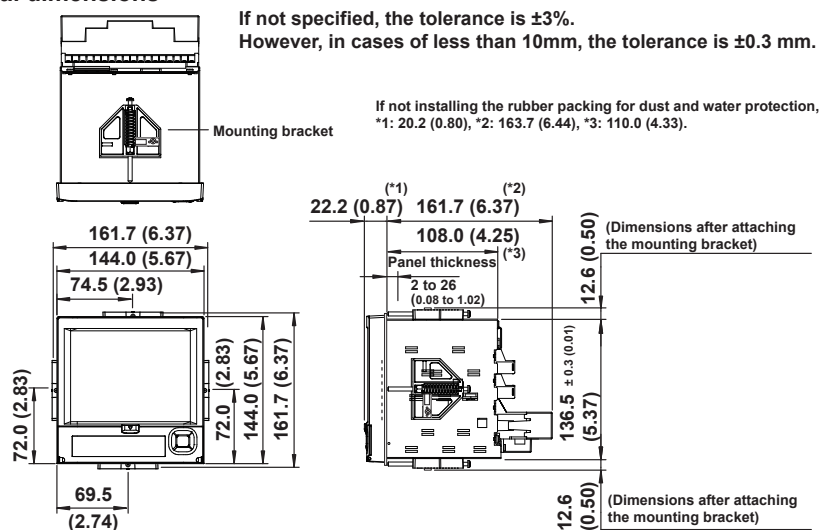 If not specified, the tolerance is ±3%.
However, in cases of less than 10mm, the tolerance is ±0.3 mm.
If not installing the rubber packing for dust and water protection,
*1: 20.2 (0.80), *2: 163.7 (6.44), *3: 110.0 (4.33).
Mounting bracket
161.7 (6.37)
144.0 (5.67)
74.5 (2.93)
72.0 (2.83)
72.0
(2.83)
144.0 (5.67)
161.7 (6.37)
69.5
(2.74)
(*1)
(*2)
22.2 (0.87)
161.7 (6.37)
108.0 (4.25)
(*3)
Panel thickness
2 to 26
(0.08 to 1.02)
12.6 (0.50)
(Dimensions after attaching
the mounting bracket)
136.5 ± 0.3 (0.01)
(5.37)
12.6
(0.50)
(Dimensions after attaching
the mounting bracket)